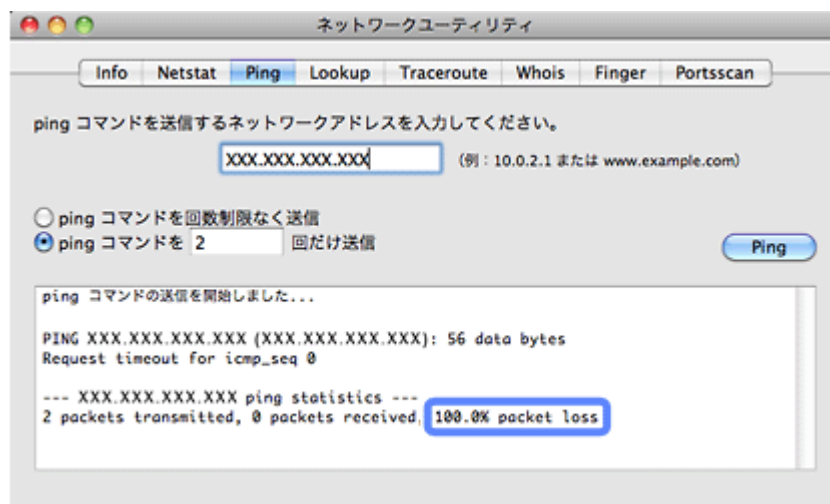 ネットワークユーティリティ
Info Netstat Ping Lookup Traceroute Whois Finger Portsscan
ping コマンドを送信するネットワークアドレスを入力してください。
XXX.XXX.XXX.XXX (例：10.0.2.1 または www.example.com)
ping コマンドを回数制限なく送信
ping コマンドを 2 回だけ送信
Ping
ping コマンドの送信を開始しました...
PING XXX.XXX.XXX.XXX (XXX.XXX.XXX.XXX): 56 data bytes
Request timeout for icmp_seq 0
--- XXX.XXX.XXX.XXX ping statistics ---
2 packets transmitted, 0 packets received, 100.0% packet loss